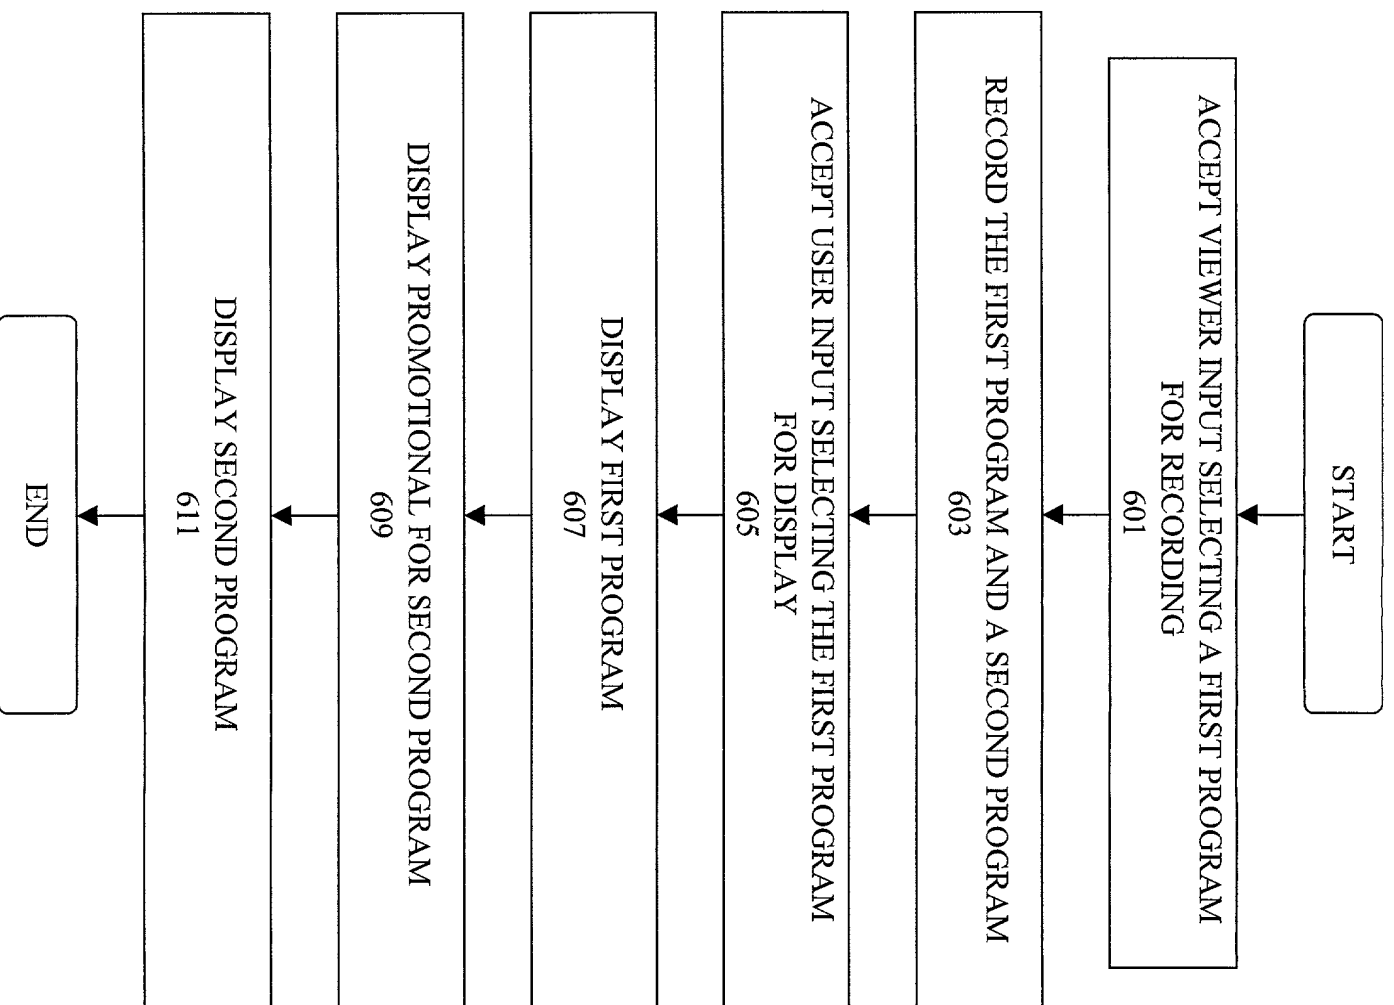 START
ACCEPT VIEWER INPUT SELECTING A FIRST PROGRAM
FOR RECORDING
601
RECORD THE FIRST PROGRAM AND A SECOND PROGRAM
603
ACCEPT USER INPUT SELECTING THE FIRST PROGRAM
FOR DISPLAY
605
DISPLAY FIRST PROGRAM
607
DISPLAY PROMOTIONAL FOR SECOND PROGRAM
609
DISPLAY SECOND PROGRAM
611
END